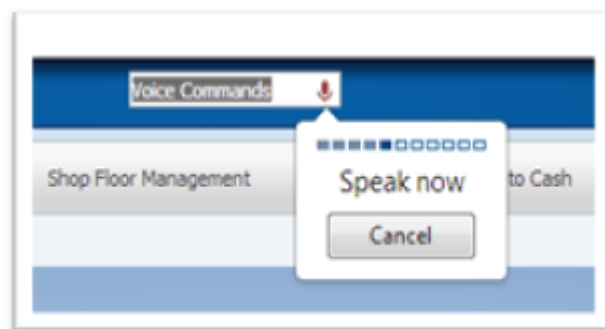 Voice Commands
Speak now
Shop Floor Management
to Cash
Cancel